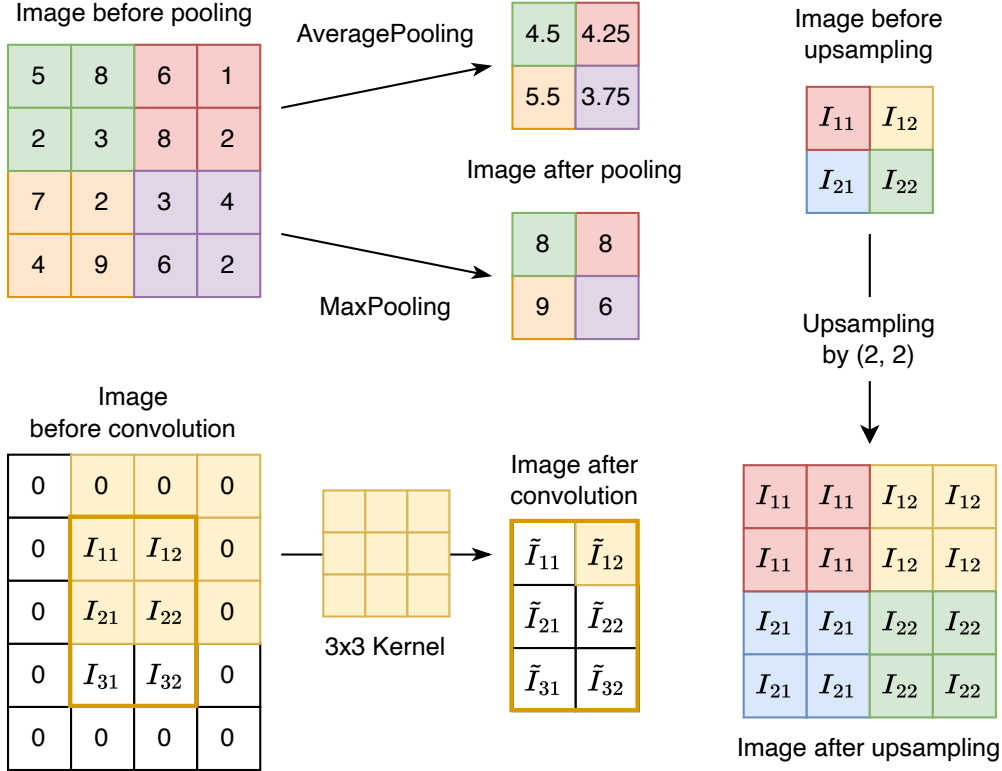 Image before pooling
5 8 6 1
2 3 8 2
7 2 3 4
4 9 6 2
AveragePooling
4.5 4.25
5.5 3.75
Image after pooling
8 8
9 6
MaxPooling
Image before
upsampling
I₁₁ I₁₂
I₂₁ I₂₂
Upsampling
by (2, 2)
I₁₁ I₁₁ I₁₂ I₁₂
I₁₁ I₁₁ I₁₂ I₁₂
I₂₁ I₂₁ I₂₂ I₂₂
I₂₁ I₂₁ I₂₂ I₂₂
Image after upsampling
Image
before convolution
0 0 0 0
0 I₁₁ I₁₂ 0
0 I₂₁ I₂₂ 0
0 I₃₁ I₃₂ 0
0 0 0 0
3x3 Kernel
Image after
convolution
Ĩ₁₁ Ĩ₁₂
Ĩ₂₁ Ĩ₂₂
Ĩ₃₁ Ĩ₃₂